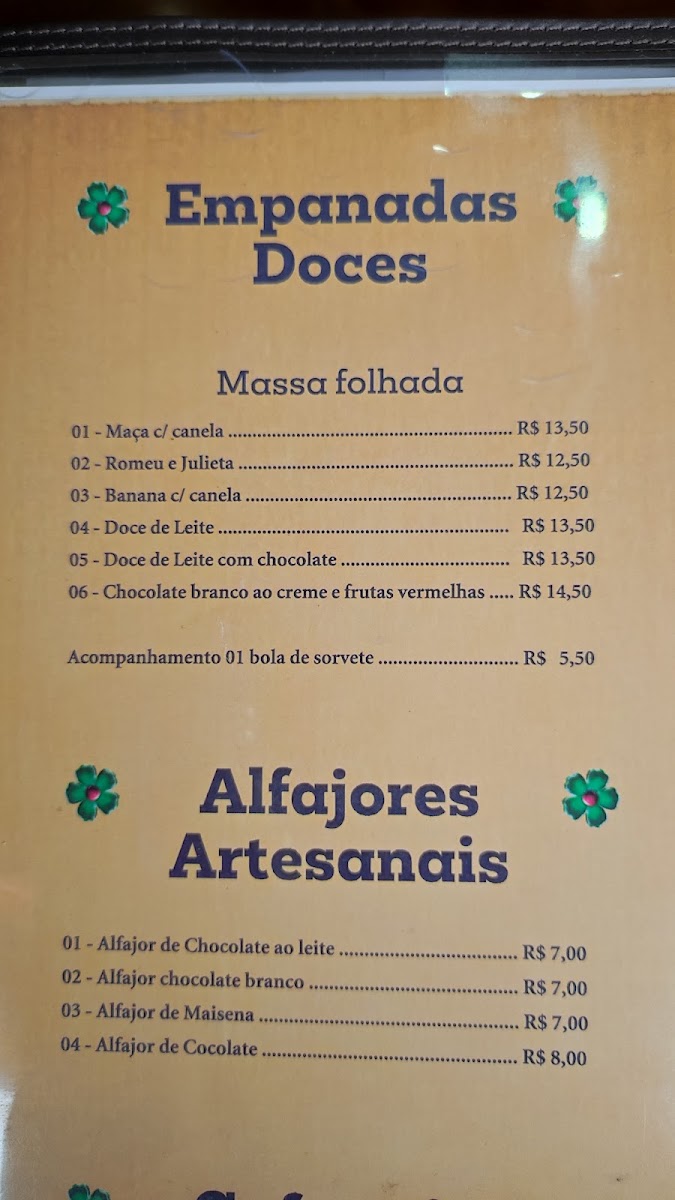 Empanadas
Doces
Massa folhada
01 - Maça c/ canela ........................................................... R$ 13,50
02 - Romeu e Julieta ......................................................... R$ 12,50
03 - Banana c/ canela ....................................................... R$ 12,50
04 - Doce de Leite ............................................................ R$ 13,50
05 - Doce de Leite com chocolate ................................... R$ 13,50
06 - Chocolate branco ao creme e frutas vermelhas ..... R$ 14,50
Acompanhamento 01 bola de sorvete ............................. R$ 5,50
Alfajores
Artesanais
01 - Alfajor de Chocolate ao leite ..................................... R$ 7,00
02 - Alfajor chocolate branco ........................................... R$ 7,00
03 - Alfajor de Maisena ..................................................... R$ 7,00
04 - Alfajor de Cocolate ..................................................... R$ 8,00